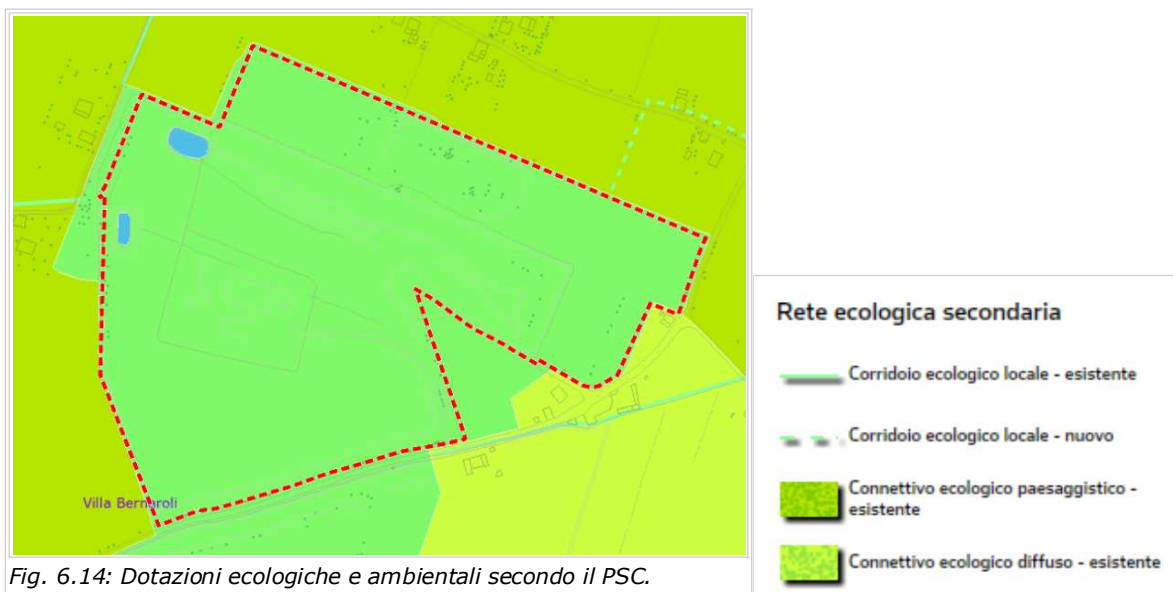 Villa Bernaroli
Fig. 6.14: Dotazioni ecologiche e ambientali secondo il PSC.
Rete ecologica secondaria
Corridoio ecologico locale - esistente
Corridoio ecologico locale - nuovo
Connettivo ecologico paesaggistico -
esistente
Connettivo ecologico diffuso - esistente